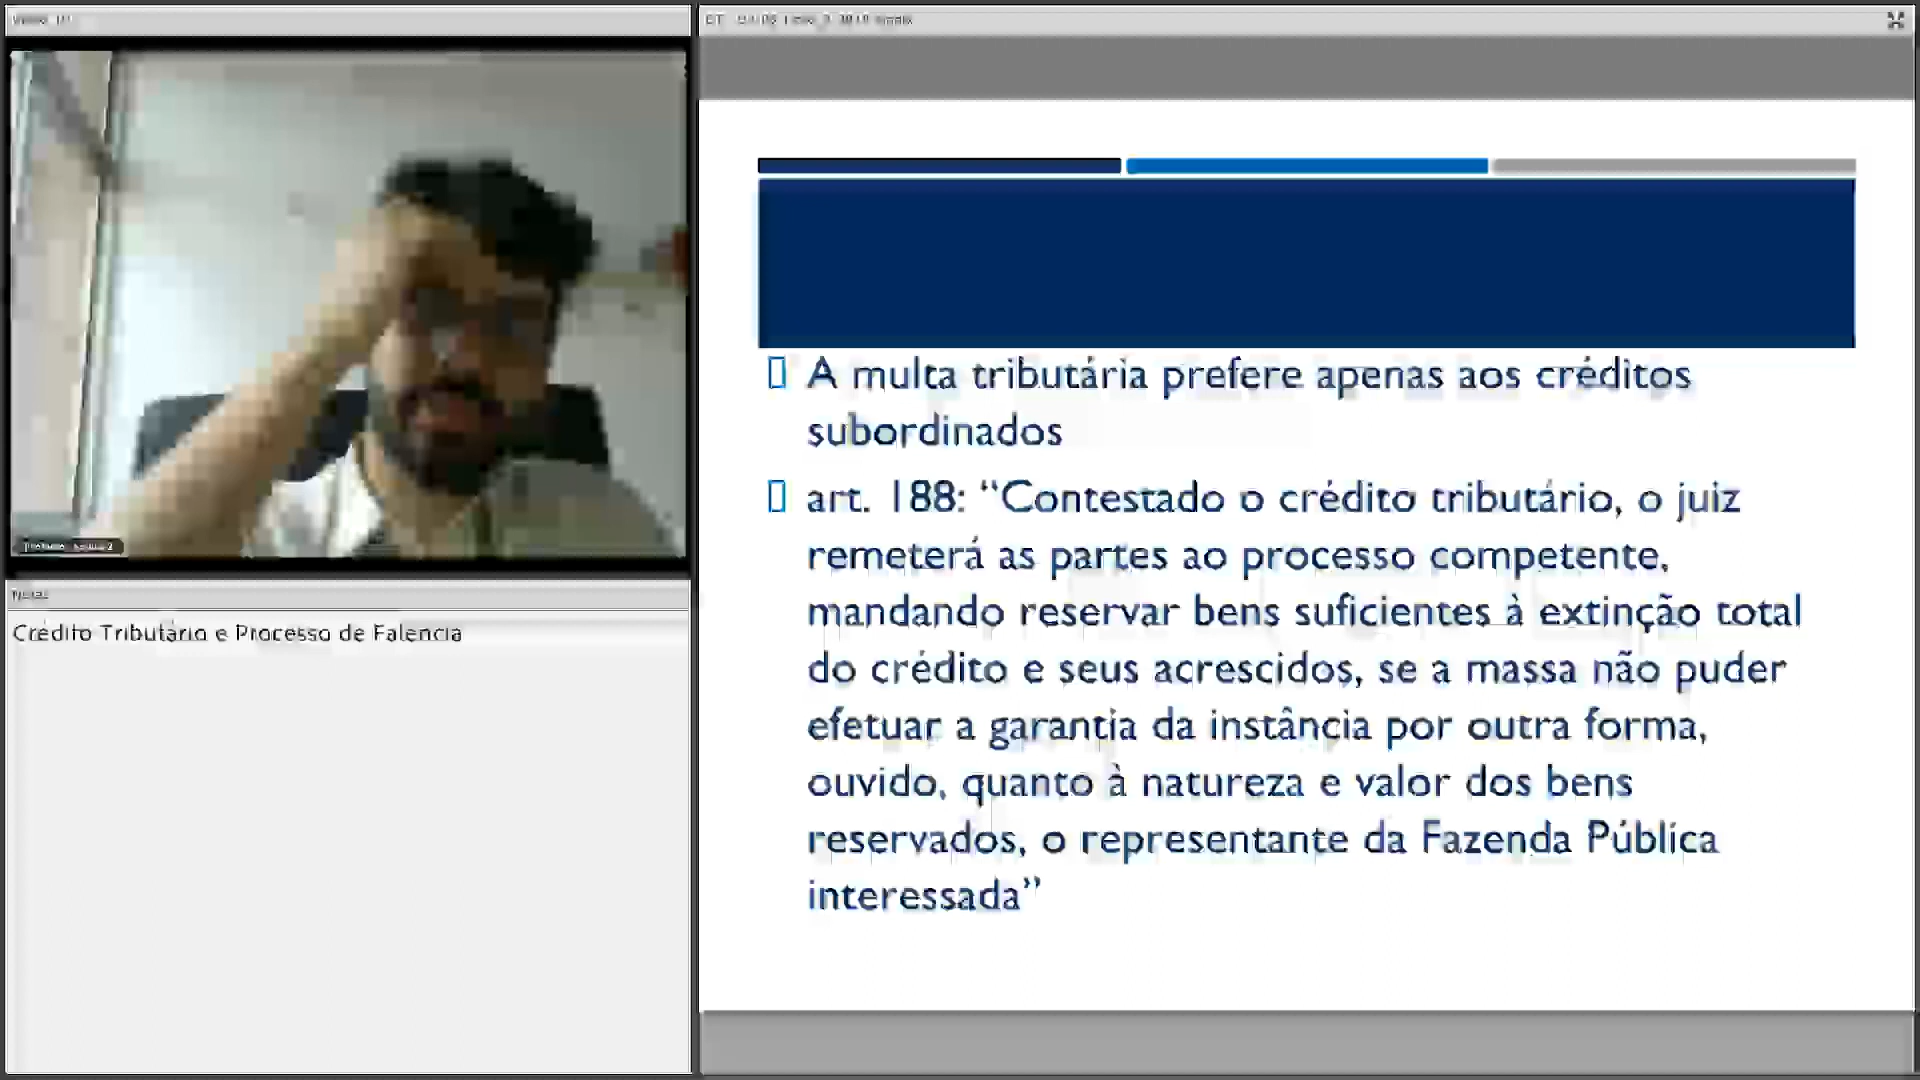 Crédito Tributário e Processo de Falência
A multa tributária prefere apenas aos créditos
subordinados
art. 188: “Contestado o crédito tributário, o juiz
remeterá as partes ao processo competente,
mandando reservar bens suficientes à extinção total
do crédito e seus acrescidos, se a massa não puder
efetuar a garantia da instância por outra forma,
ouvido, quanto à natureza e valor dos bens
reservados, o representante da Fazenda Pública
interessada”